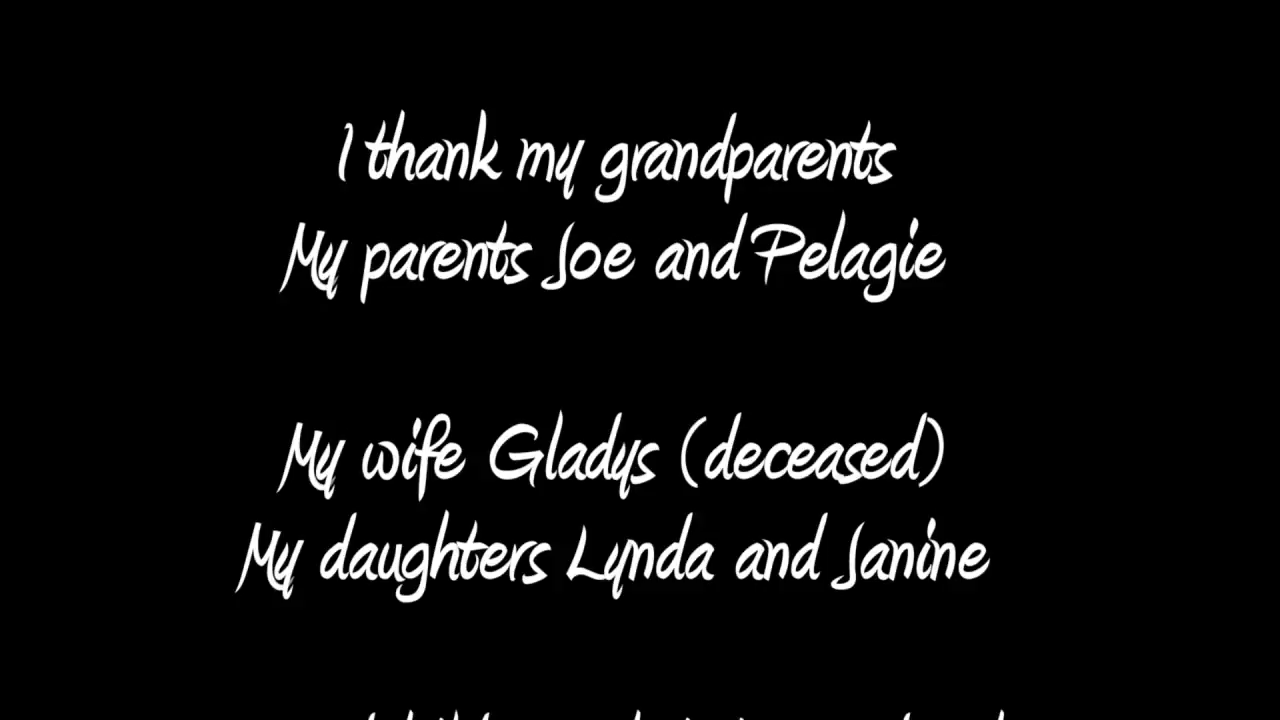 I thank my grandparents
My parents Joe and Pelagie
My wife Gladys (deceased)
My daughters Lynda and Janine